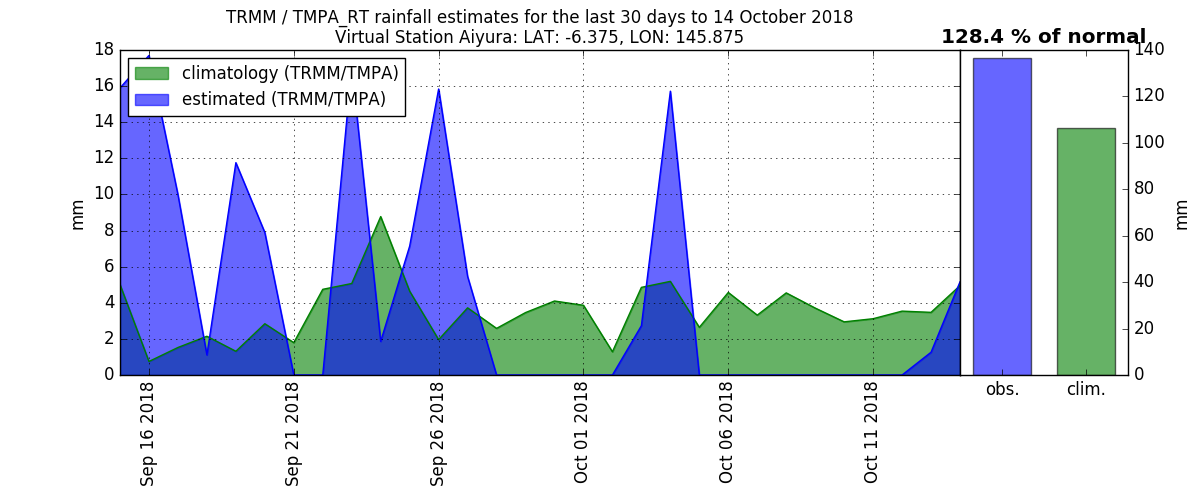 TRMM / TMPA_RT rainfall estimates for the last 30 days to 14 October 2018
Virtual Station Aiyura: LAT: -6.375, LON: 145.875
128.4 % of normal
climatology (TRMM/TMPA)
estimated (TRMM/TMPA)
18
16
14
12
10
8
6
4
2
0
mm
Sep 16 2018
Sep 21 2018
Sep 26 2018
Oct 01 2018
Oct 06 2018
Oct 11 2018
obs.
clim.
140
120
100
80
60
40
20
0
mm